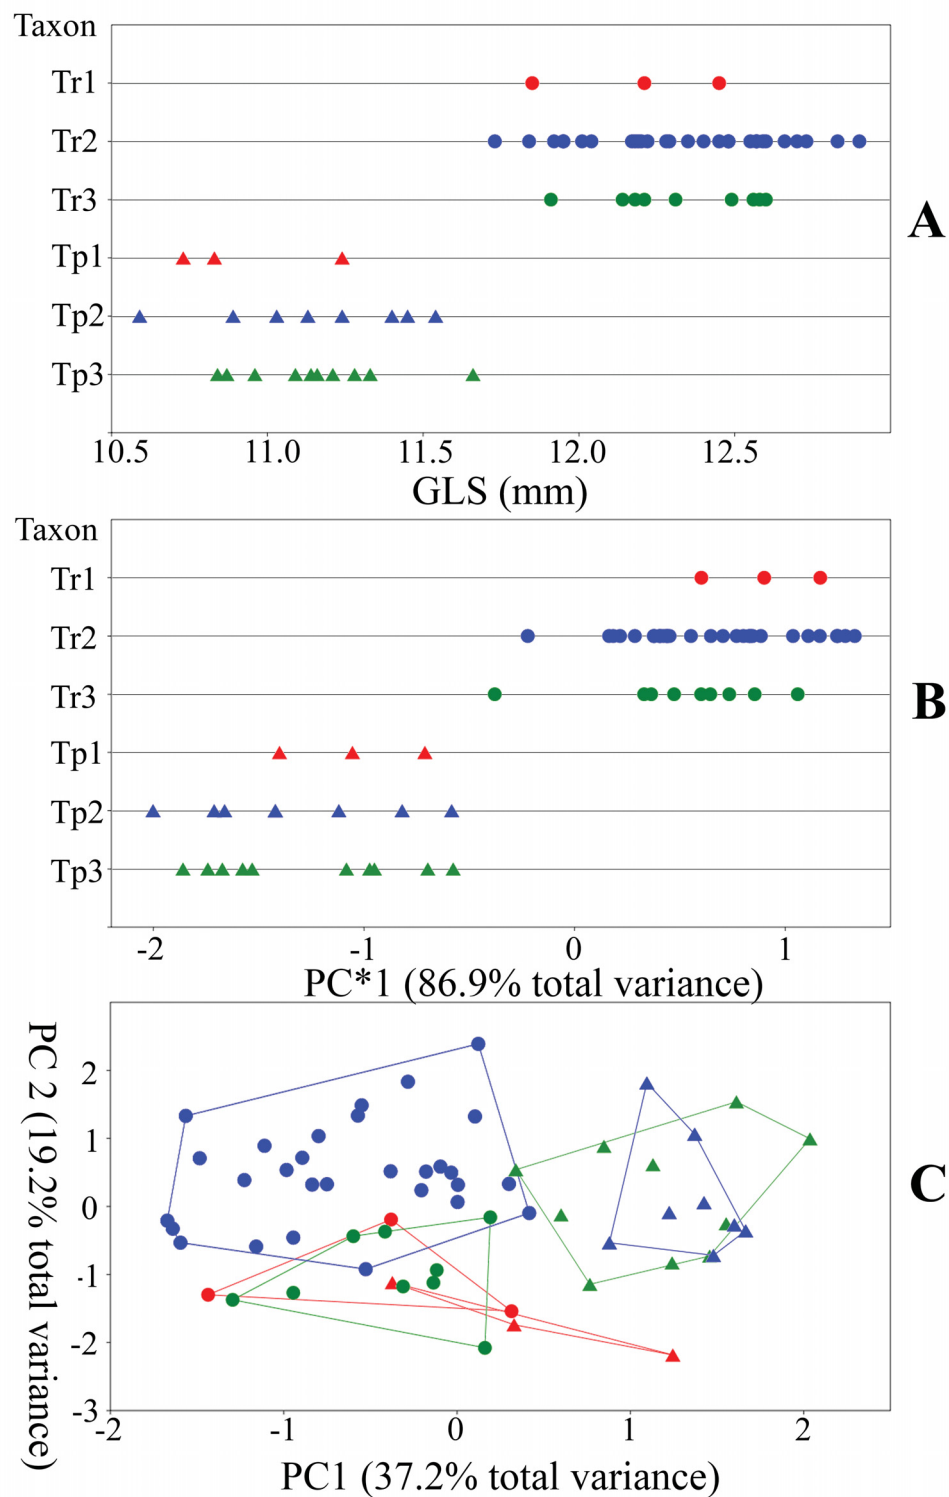 Taxon
Tr1
Tr2
Tr3
Tp1
Tp2
Tp3
10.5 11.0 11.5 12.0 12.5
GLS (mm)
A
Taxon
Tr1
Tr2
Tr3
Tp1
Tp2
Tp3
-2 -1 0 1
PC*1 (86.9% total variance)
B
PC 2 (19.2% total variance)
2
1
0
-1
-2
-3
-2 -1 0 1 2
PC1 (37.2% total variance)
C